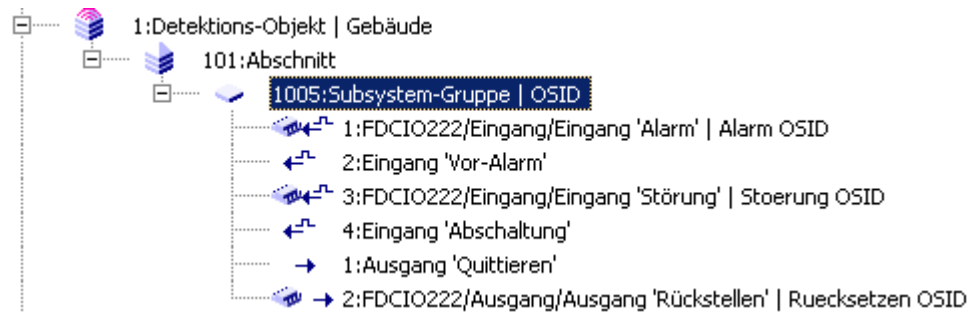 1:Detektions-Objekt | Gebäude
101:Abschnitt
1005:Subsystem-Gruppe | OSID
1:FDCIO222/Eingang/Eingang 'Alarm' | Alarm OSID
2:Eingang 'Vor-Alarm'
3:FDCIO222/Eingang/Eingang 'Störung' | Stoerung OSID
4:Eingang 'Abschaltung'
1:Ausgang 'Quittieren'
2:FDCIO222/Ausgang/Ausgang 'Rückstellen' | Ruecksetzen OSID